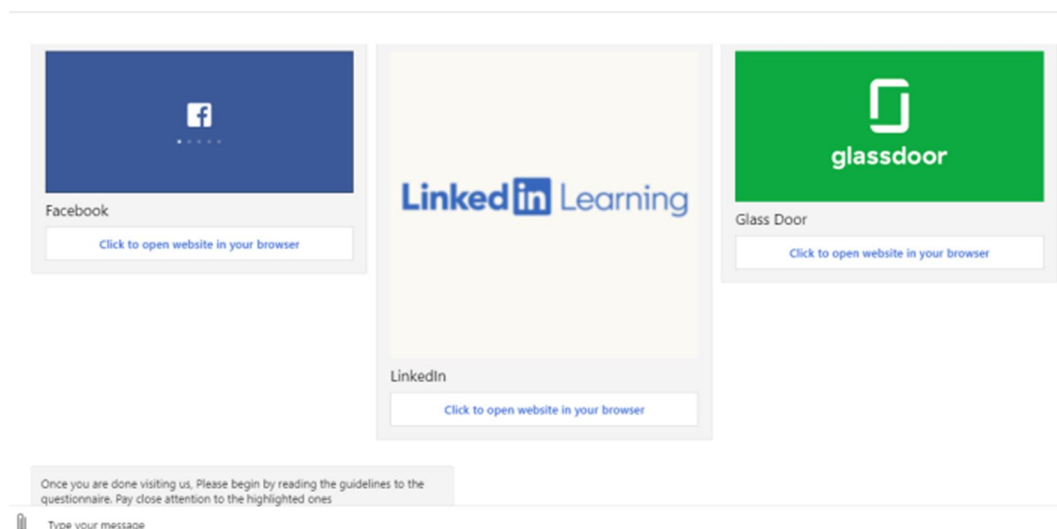 Facebook
Click to open website in your browser
Linked in Learning
LinkedIn
Click to open website in your browser
glassdoor
Glass Door
Click to open website in your browser
Once you are done visiting us, Please begin by reading the guidelines to the
questionnaire. Pay close attention to the highlighted ones
Type your message